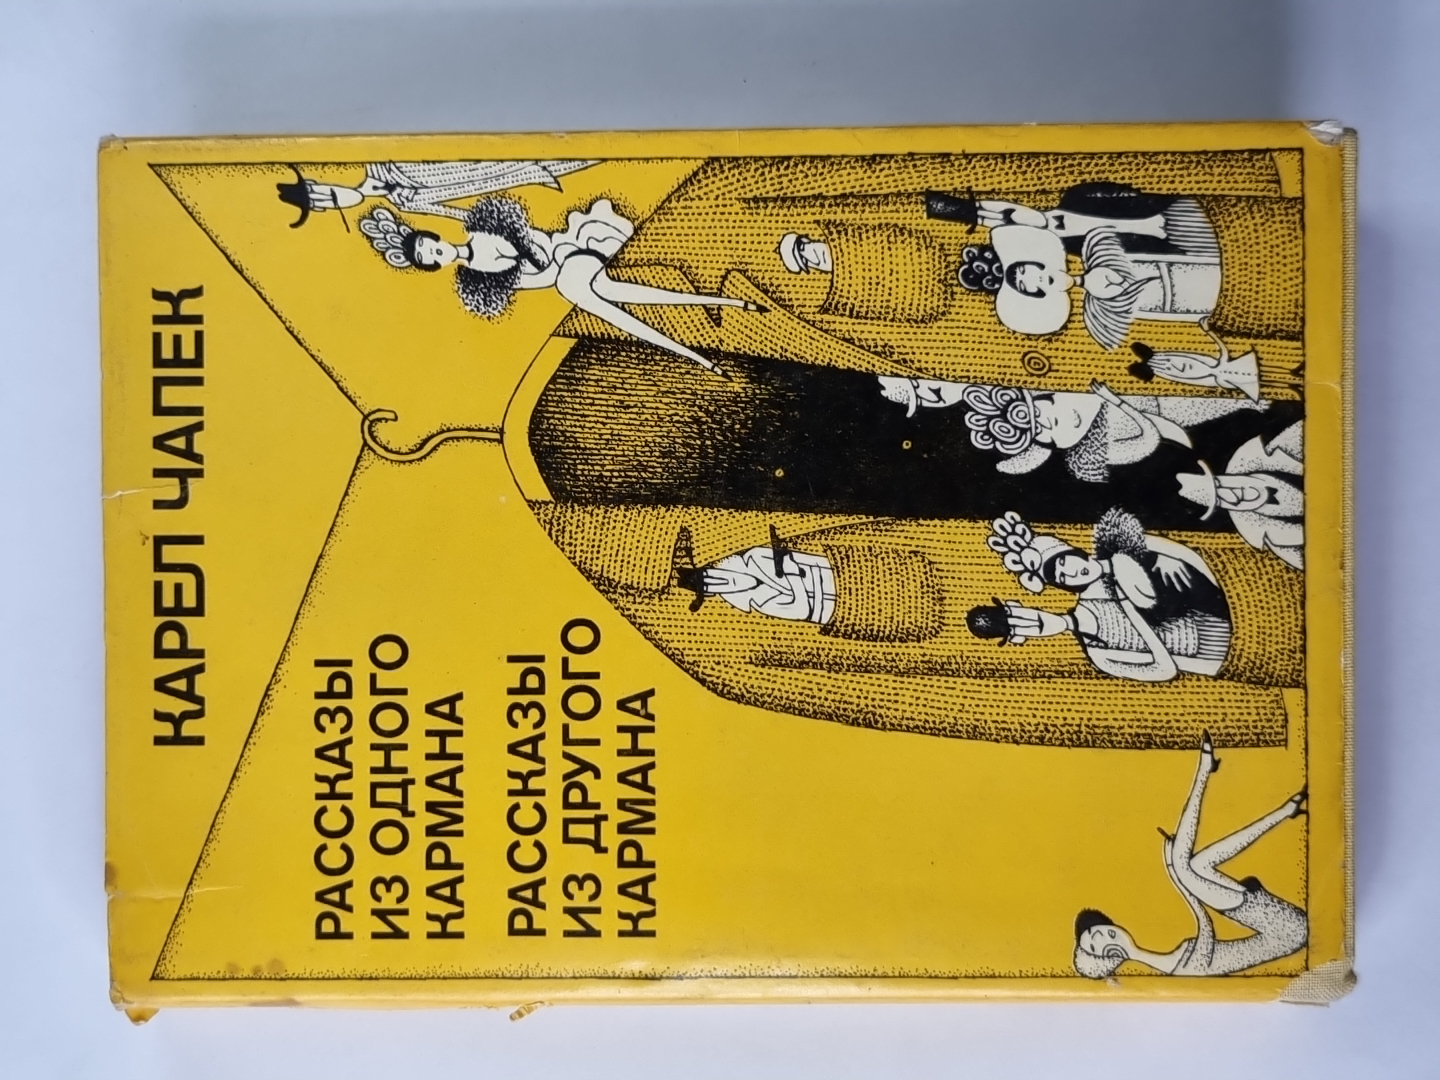 КАРЕЛ ЧАПЕК
РАССКАЗЫ
ИЗ ОДНОГО
КАРМАНА
РАССКАЗЫ
ИЗ ДРУГОГО
КАРМАНА